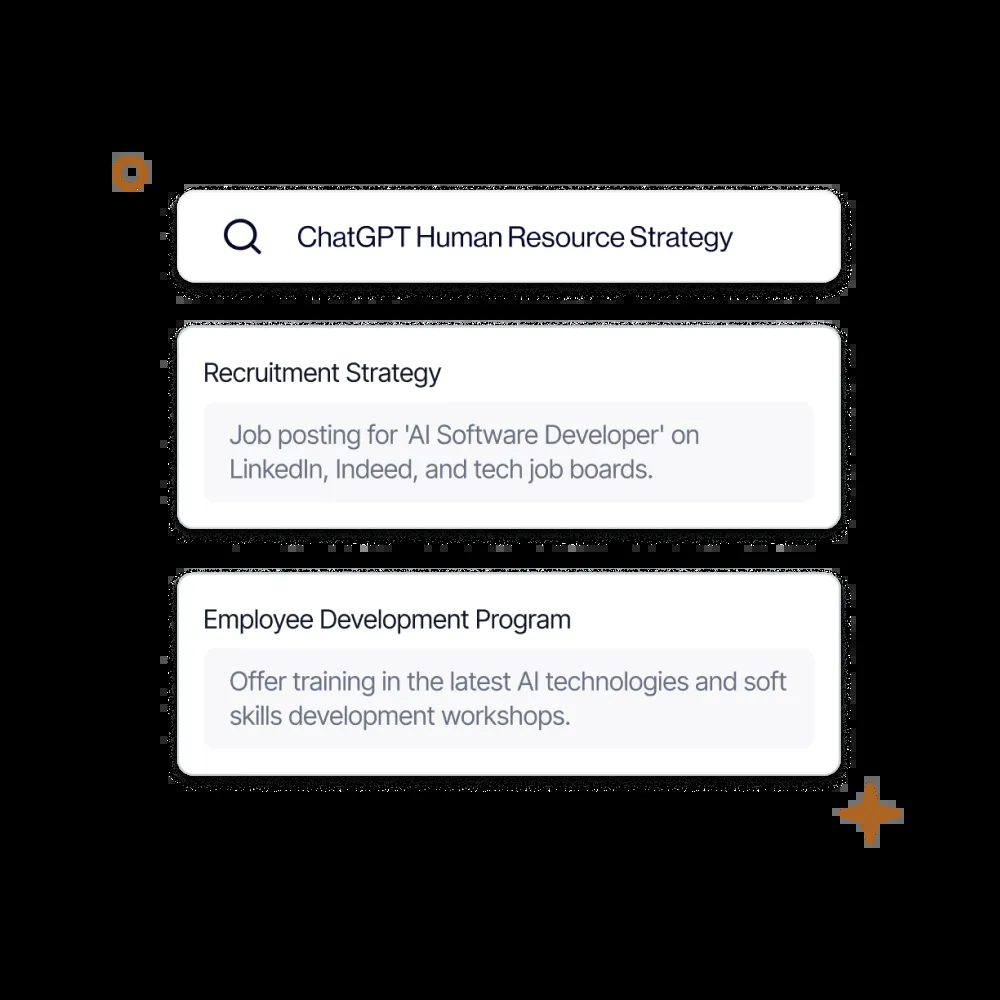 ChatGPT Human Resource Strategy
Recruitment Strategy
Job posting for 'AI Software Developer' on
LinkedIn, Indeed, and tech job boards.
Employee Development Program
Offer training in the latest AI technologies and soft
skills development workshops.